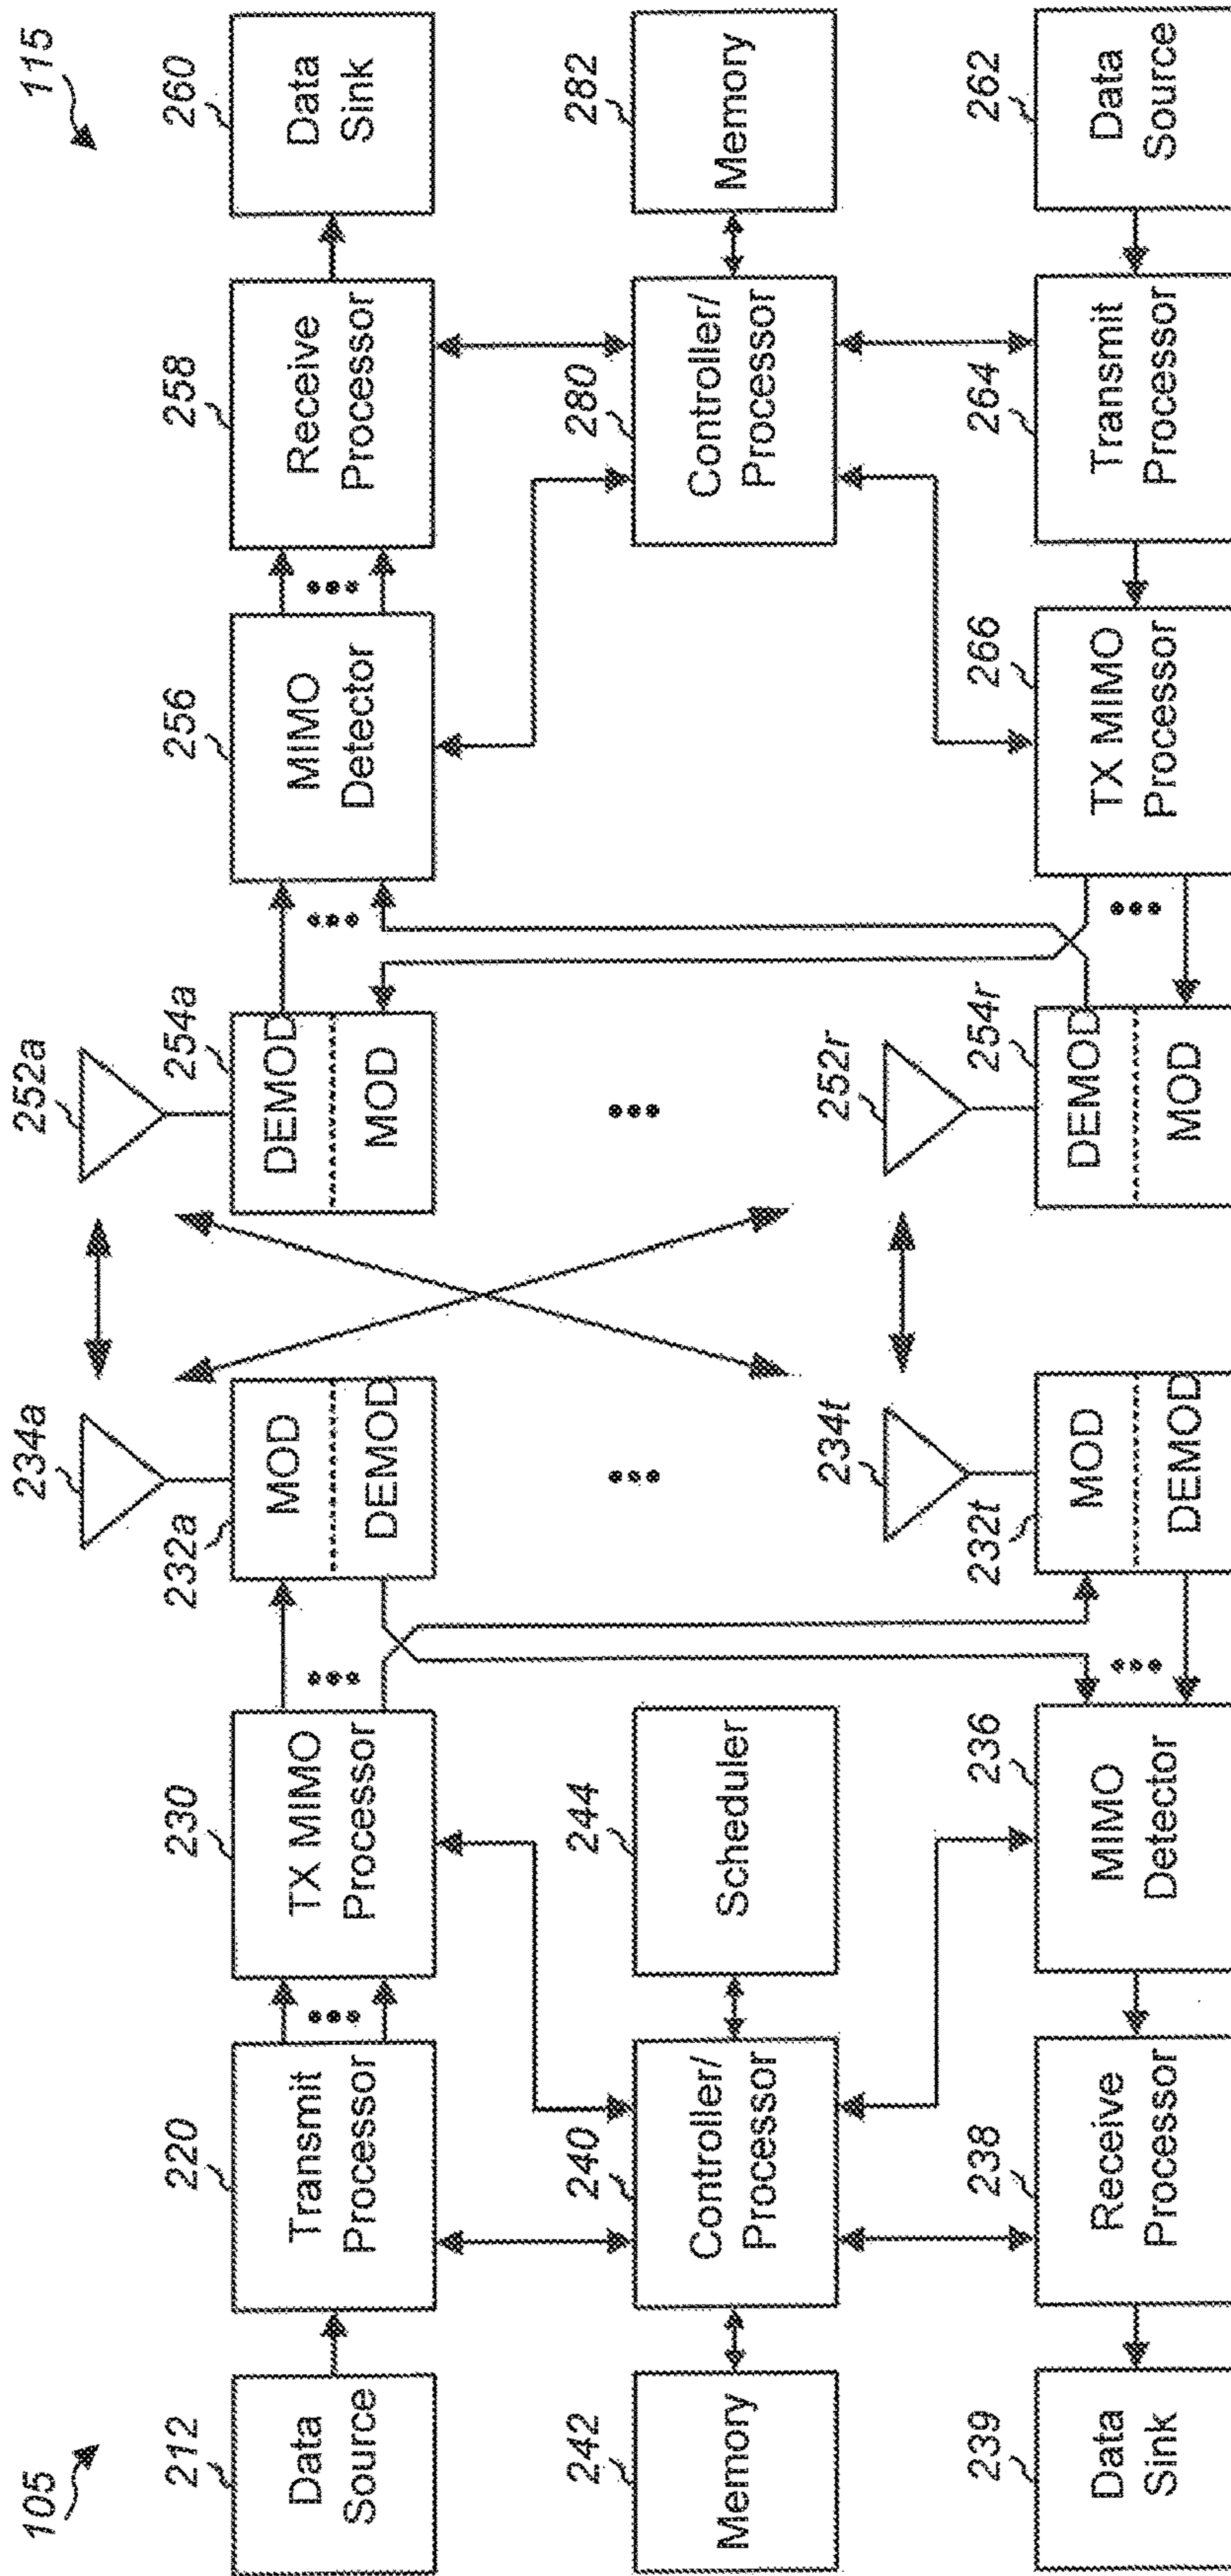 105
115
212
Data
Source
220
Transmit
Processor
230
TX MIMO
Processor
232a
MOD
DEMOD
234a
252a
254a
DEMOD
MOD
256
MIMO
Detector
258
Receive
Processor
260
Data
Sink
242
Memory
240
Controller/
Processor
244
Scheduler
280
Controller/
Processor
282
Memory
239
Data
Sink
238
Receive
Processor
236
MIMO
Detector
232t
MOD
DEMOD
234t
252r
254r
DEMOD
MOD
266
TX MIMO
Processor
264
Transmit
Processor
262
Data
Source